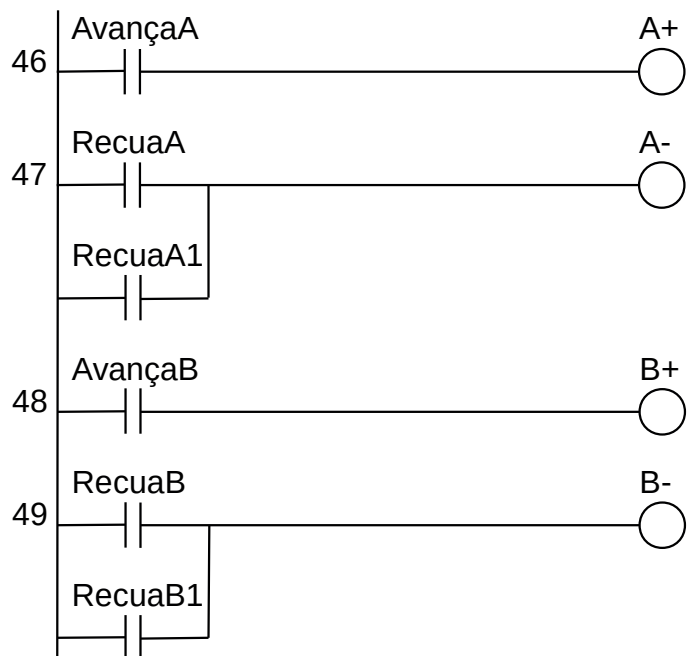 AvançaA A+
46
RecuaA A-
47
RecuaA1
AvançaB B+
48
RecuaB B-
49
RecuaB1